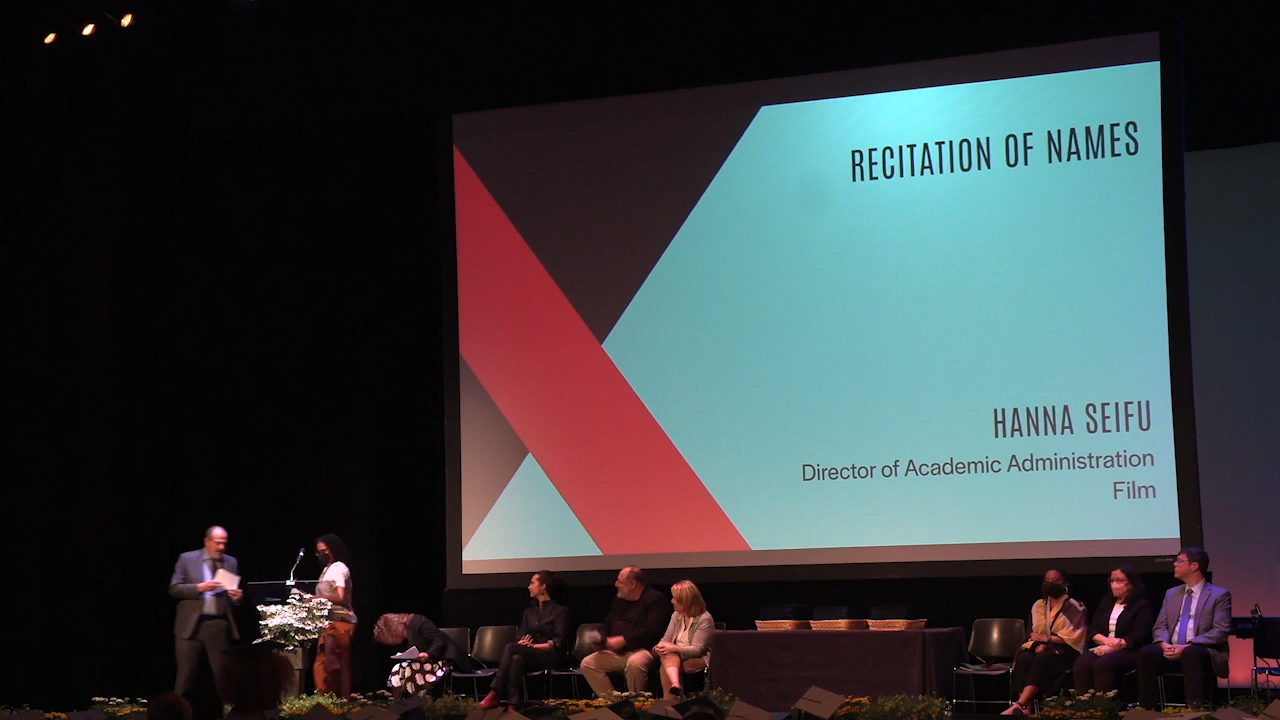 RECITATION OF NAMES
HANNA SEIFU
Director of Academic Administration
Film